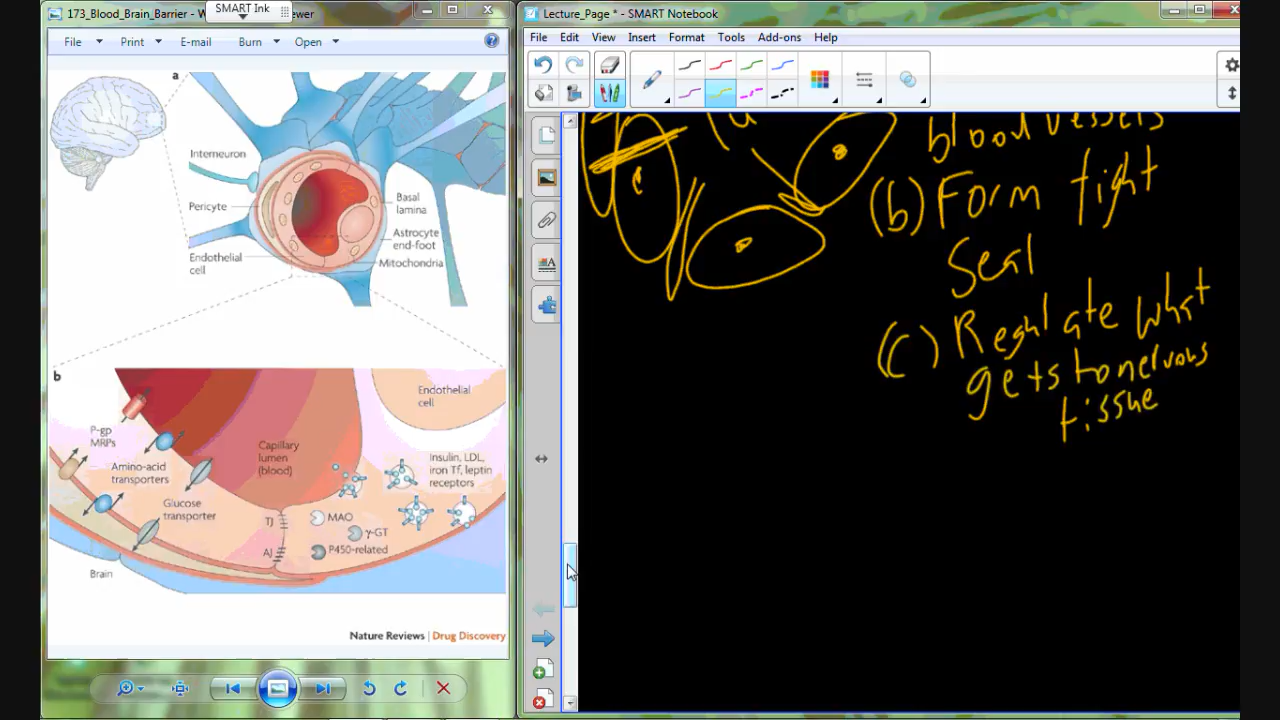 173_Blood_Brain_Barrier - W
SMART Ink
ewer
File Print E-mail Burn Open
a
Interneuron
Pericyte
Endothelial
cell
Basal
lamina
Astrocyte
end-foot
Mitochondria
b
Endothelial
cell
P-gp
MRPs
Amino-acid
transporters
Glucose
transporter
Capillary
lumen
(blood)
Insulin, LDL,
iron Tf, leptin
receptors
TJ
MAO
γ-GT
AJ
P450-related
Brain
Nature Reviews | Drug Discovery
Lecture_Page * - SMART Notebook
File Edit View Insert Format Tools Add-ons Help
blood vessels
(b) Form tight
Seal
(c) Regulate what
gets to nervous
tissue